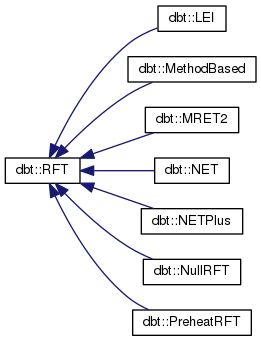 dbt::LEI
dbt::MethodBased
dbt::MRET2
dbt::RFT
dbt::NET
dbt::NETPlus
dbt::NullRFT
dbt::PreheatRFT